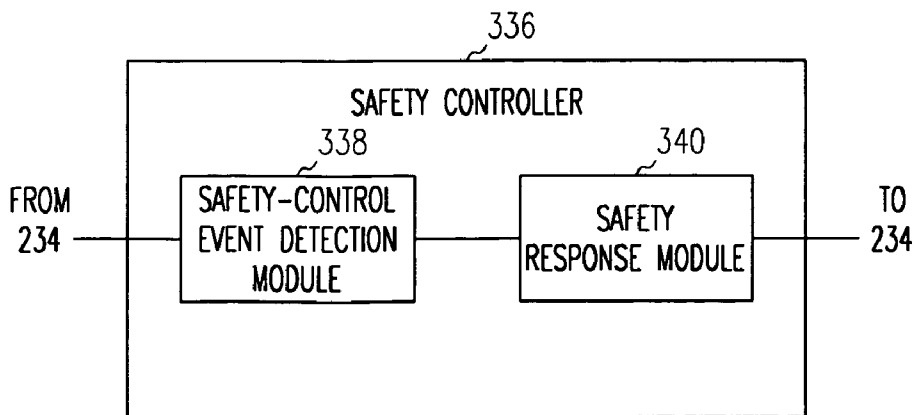 336
SAFETY CONTROLLER
338
340
FROM
234
SAFETY-CONTROL
EVENT DETECTION
MODULE
SAFETY
RESPONSE MODULE
TO
234